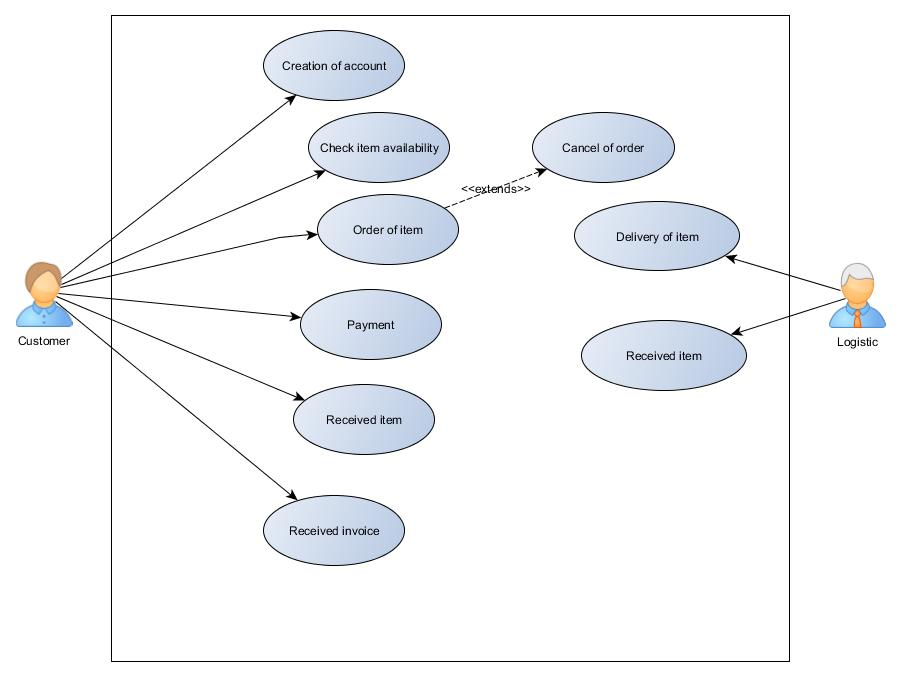 Creation of account
Check item availability
Cancel of order
<<extends>>
Order of item
Delivery of item
Payment
Customer
Logistic
Received item
Received item
Received invoice